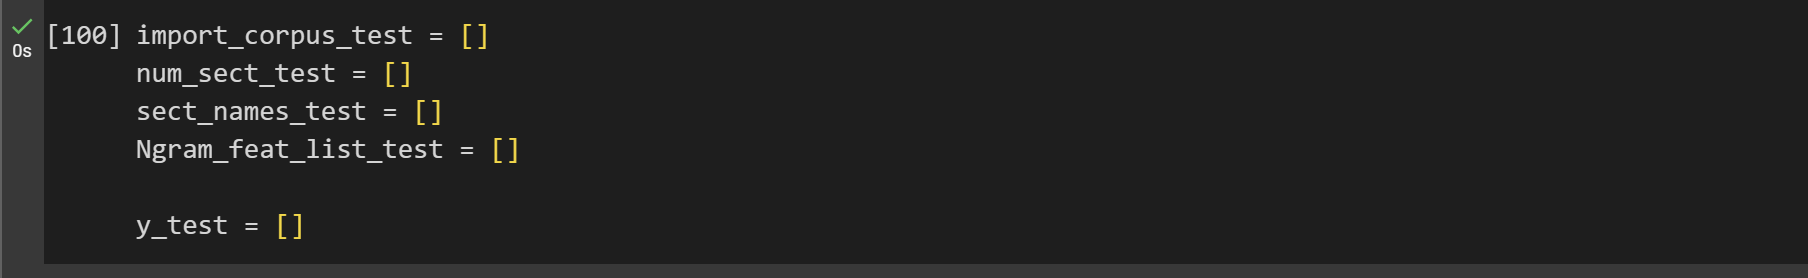 [100] import_corpus_test = []
num_sect_test = []
sect_names_test = []
Ngram_feat_list_test = []
y_test = []
0s